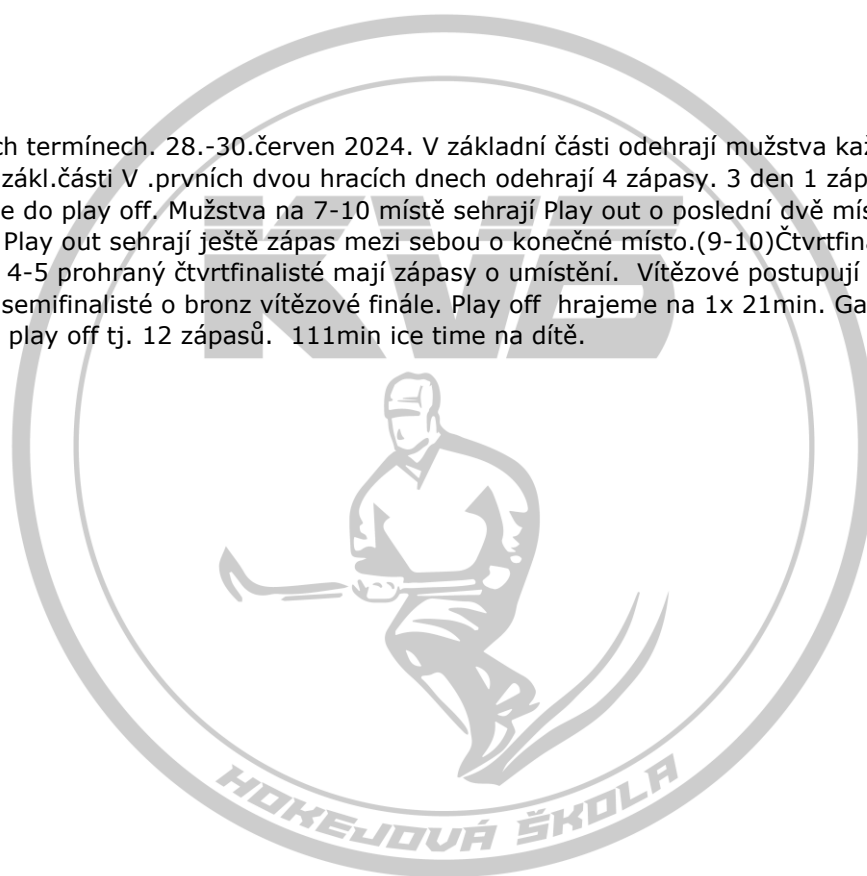 ch termínech. 28.-30.červen 2024. V základní části odehrají mužstva kaž
zákl.části V .prvních dvou hracích dnech odehrají 4 zápasy. 3 den 1 záp
e do play off. Mužstva na 7-10 místě sehrají Play out o poslední dvě mís
Play out sehrají ještě zápas mezi sebou o konečné místo.(9-10)Čtvrtfina
4-5 prohraný čtvrtfinalisté mají zápasy o umístění.  Vítězové postupují
semifinalisté o bronz vítězové finále. Play off  hrajeme na 1x 21min. Ga
play off tj. 12 zápasů.  111min ice time na dítě.
KVB
HOKEJOVÁ ŠKOLA